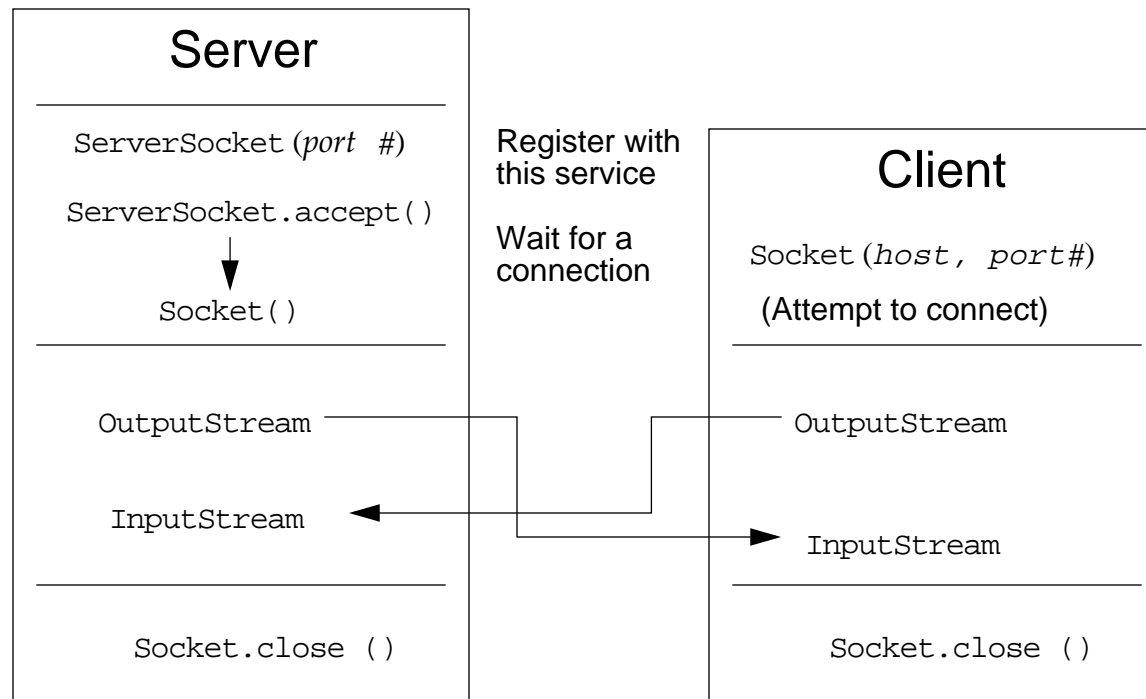 Server
ServerSocket (port #)
ServerSocket.accept()
Socket()
OutputStream
InputStream
Socket.close ()
Register with
this service
Wait for a
connection
Client
Socket (host, port#)
(Attempt to connect)
OutputStream
InputStream
Socket.close ()